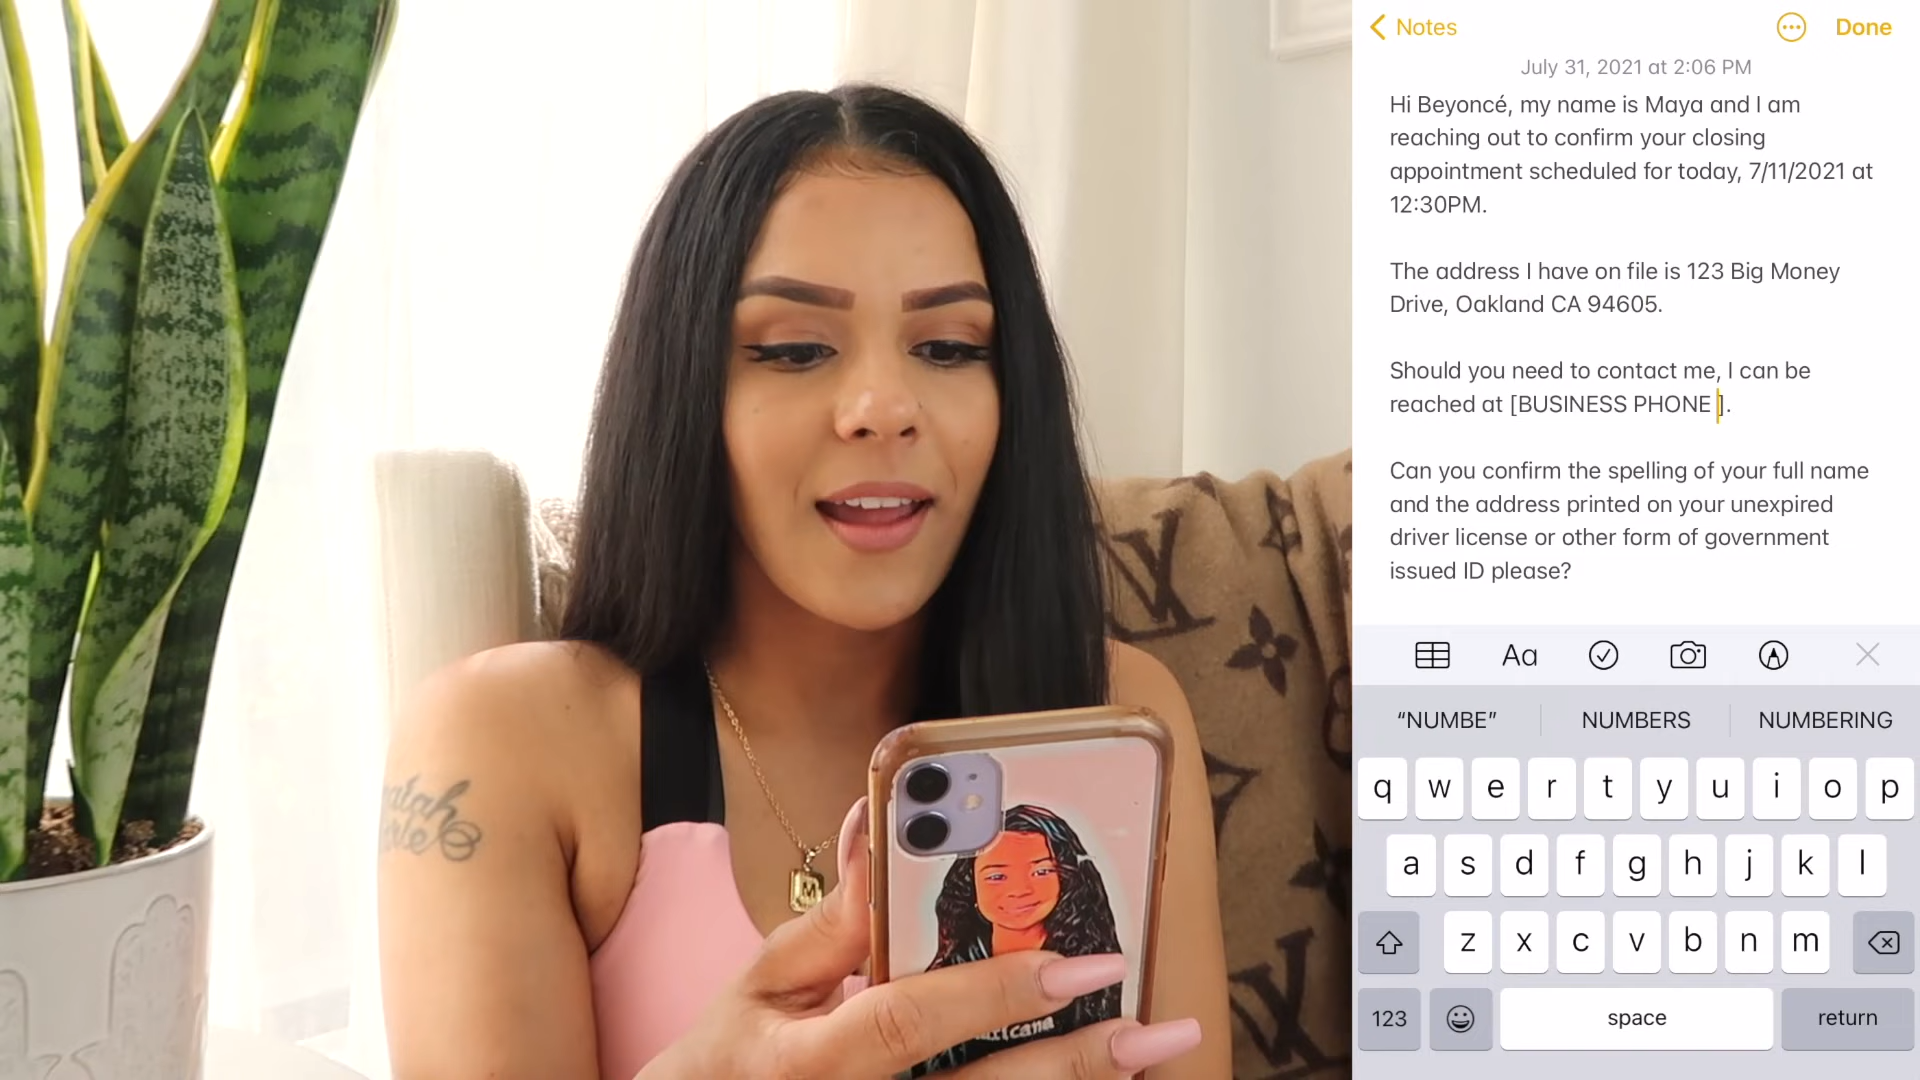 Notes
Done
July 31, 2021 at 2:06 PM
Hi Beyoncé, my name is Maya and I am
reaching out to confirm your closing
appointment scheduled for today, 7/11/2021 at
12:30PM.
The address I have on file is 123 Big Money
Drive, Oakland CA 94605.
Should you need to contact me, I can be
reached at [BUSINESS PHONE ].
Can you confirm the spelling of your full name
and the address printed on your unexpired
driver license or other form of government
issued ID please?
Aa
“NUMBE” NUMBERS NUMBERING
q w e r t y u i o p
a s d f g h j k l
z x c v b n m
123 space return
M